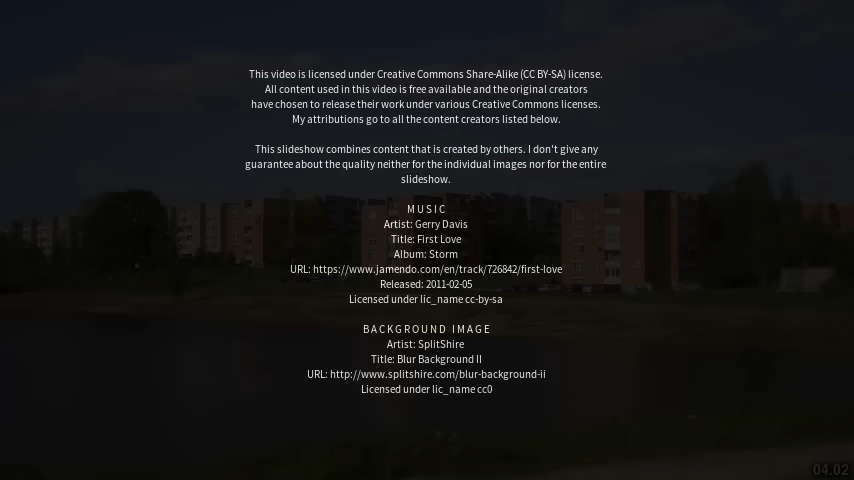 This video is licensed under Creative Commons Share-Alike (CC BY-SA) license.
All content used in this video is free available and the original creators
have chosen to release their work under various Creative Commons licenses.
My attributions go to all the content creators listed below.
This slideshow combines content that is created by others. I don't give any
guarantee about the quality neither for the individual images nor for the entire
slideshow.
MUSIC
Artist: Gerry Davis
Title: First Love
Album: Storm
URL: https://www.jamendo.com/en/track/726842/first-love
Released: 2011-02-05
Licensed under lic_name cc-by-sa
BACKGROUND IMAGE
Artist: SplitShire
Title: Blur Background II
URL: http://www.splitshire.com/blur-background-ii
Licensed under lic_name cc0
04.02